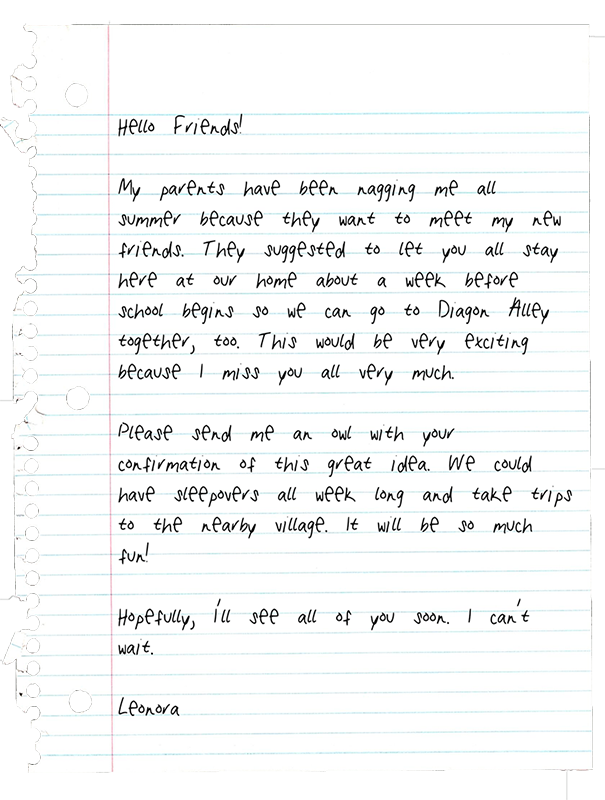 Hello Friends!
My parents have been nagging me all
summer because they want to meet my new
friends. They suggested to let you all stay
here at our home about a week before
school begins so we can go to Diagon Alley
together, too. This would be very exciting
because I miss you all very much.
Please send me an owl with your
confirmation of this great idea. We could
have sleepovers all week long and take trips
to the nearby village. It will be so much
fun!
Hopefully, i'll see all of you soon. I can't
wait.
Leonora